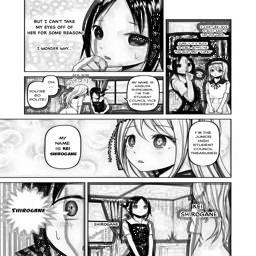 BUT I CAN'T TAKE
MY EYES OFF OF
HER FOR SOME REASON.
I WONDER WHY...
OH.
YOU'RE
SO
POLITE!
MY NAME IS
KAGUYA
SHINOMIYA.
I'M THE
STUDENT
COUNCIL VICE
PRESIDENT
MY
NAME
IS KEI
SHIROGANE
I'M THE
JUNIOR
HIGH
STUDENT
COUNCIL
TREASURER
KEI
SHIROGANE
SHIROGANE
SHIROGANE